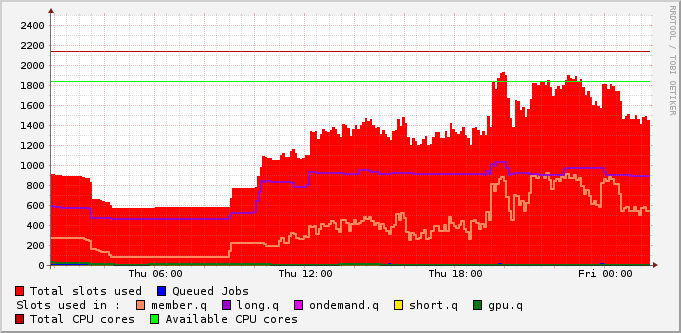 RRDTOOL / TOBI OETIKER
2400
2200
2000
1800
1600
1400
1200
1000
800
600
400
200
0
Thu 06:00 Thu 12:00 Thu 18:00 Fri 00:00
Total slots used Queued Jobs
Slots used in : member.q long.q ondemand.q short.q gpu.q
Total CPU cores Available CPU cores